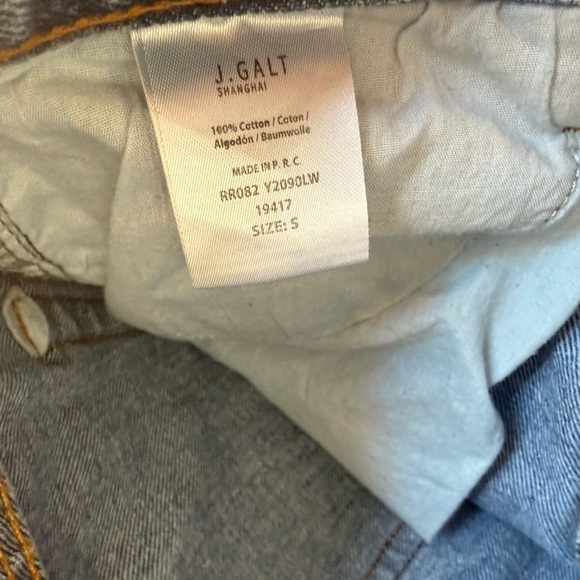 J.GALT
SHANGHAI
100% Cotton / Coton /
Algodón / Baumwolle
MADE IN P. R. C.
RR082 Y2090LW
19417
SIZE: S